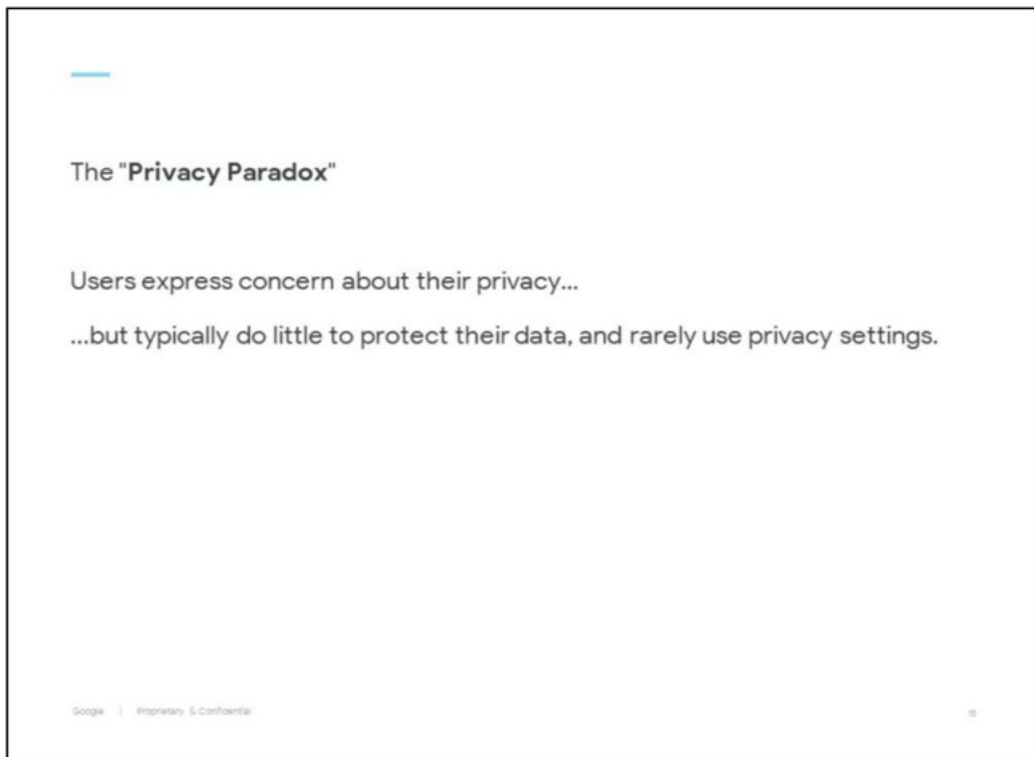 The "Privacy Paradox"
Users express concern about their privacy...
...but typically do little to protect their data, and rarely use privacy settings.
Google | Proprietary & Confidential